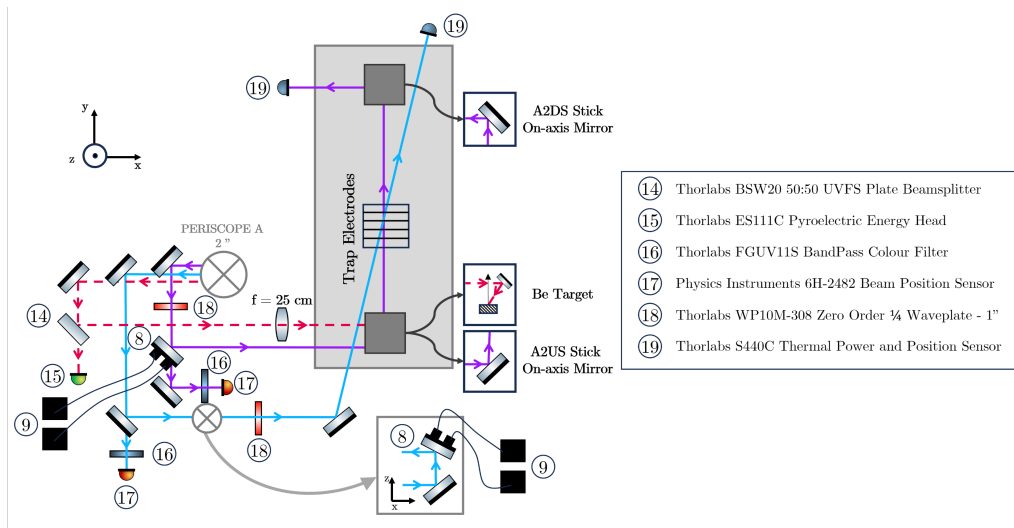 19
19
A2DS Stick
On-axis Mirror
y
z
x
PERISCOPE A
2 "
Trap Electrodes
14 Thorlabs BSW20 50:50 UVFS Plate Beamsplitter
15 Thorlabs ES111C Pyroelectric Energy Head
16 Thorlabs FGUV11S BandPass Colour Filter
17 Physics Instruments 6H-2482 Beam Position Sensor
18 Thorlabs WP10M-308 Zero Order ¼ Waveplate - 1”
19 Thorlabs S440C Thermal Power and Position Sensor
Be Target
f = 25 cm
18
14
8
A2US Stick
On-axis Mirror
16
15
17
9
18
16
17
8
9
z
x